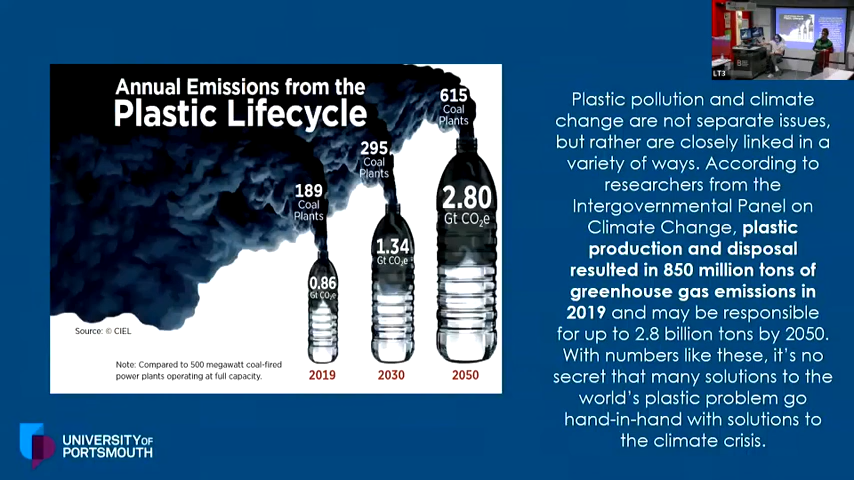 LT3
Annual Emissions from the
Plastic Lifecycle
615
Coal
Plants
295
Coal
Plants
189
Coal
Plants
2.80
Gt CO₂e
1.34
Gt CO₂e
0.86
Gt CO₂e
Source: © CIEL
Note: Compared to 500 megawatt coal-fired
power plants operating at full capacity.
2019
2030
2050
Plastic pollution and climate
change are not separate issues,
but rather are closely linked in a
variety of ways. According to
researchers from the
Intergovernmental Panel on
Climate Change, plastic
production and disposal
resulted in 850 million tons of
greenhouse gas emissions in
2019 and may be responsible
for up to 2.8 billion tons by 2050.
With numbers like these, it's no
secret that many solutions to the
world's plastic problem go
hand-in-hand with solutions to
the climate crisis.
UNIVERSITY OF
PORTSMOUTH